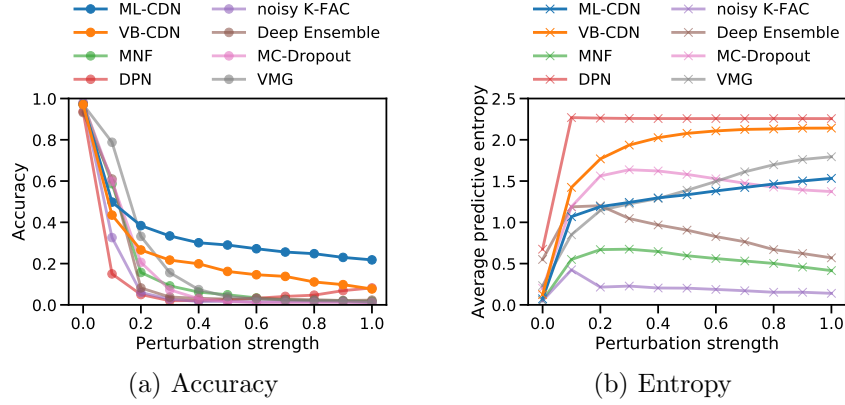 ML-CDN
VB-CDN
MNF
DPN
noisy K-FAC
Deep Ensemble
MC-Dropout
VMG
1.0
0.8
0.6
0.4
0.2
0.0
Accuracy
0.0 0.2 0.4 0.6 0.8 1.0
Perturbation strength
(a) Accuracy
ML-CDN
VB-CDN
MNF
DPN
noisy K-FAC
Deep Ensemble
MC-Dropout
VMG
2.5
2.0
1.5
1.0
0.5
0.0
Average predictive entropy
0.0 0.2 0.4 0.6 0.8 1.0
Perturbation strength
(b) Entropy